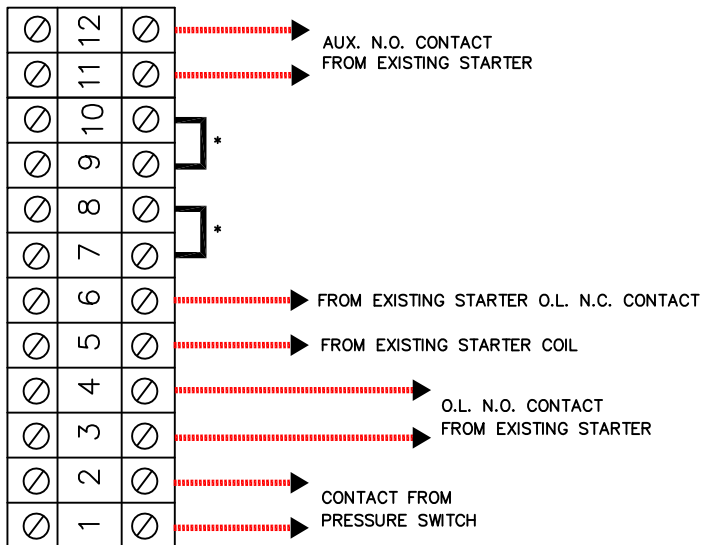 12
AUX. N.O. CONTACT
FROM EXISTING STARTER
11
10
*
9
8
*
7
6
FROM EXISTING STARTER O.L. N.C. CONTACT
5
FROM EXISTING STARTER COIL
4
O.L. N.O. CONTACT
FROM EXISTING STARTER
3
2
CONTACT FROM
PRESSURE SWITCH
1